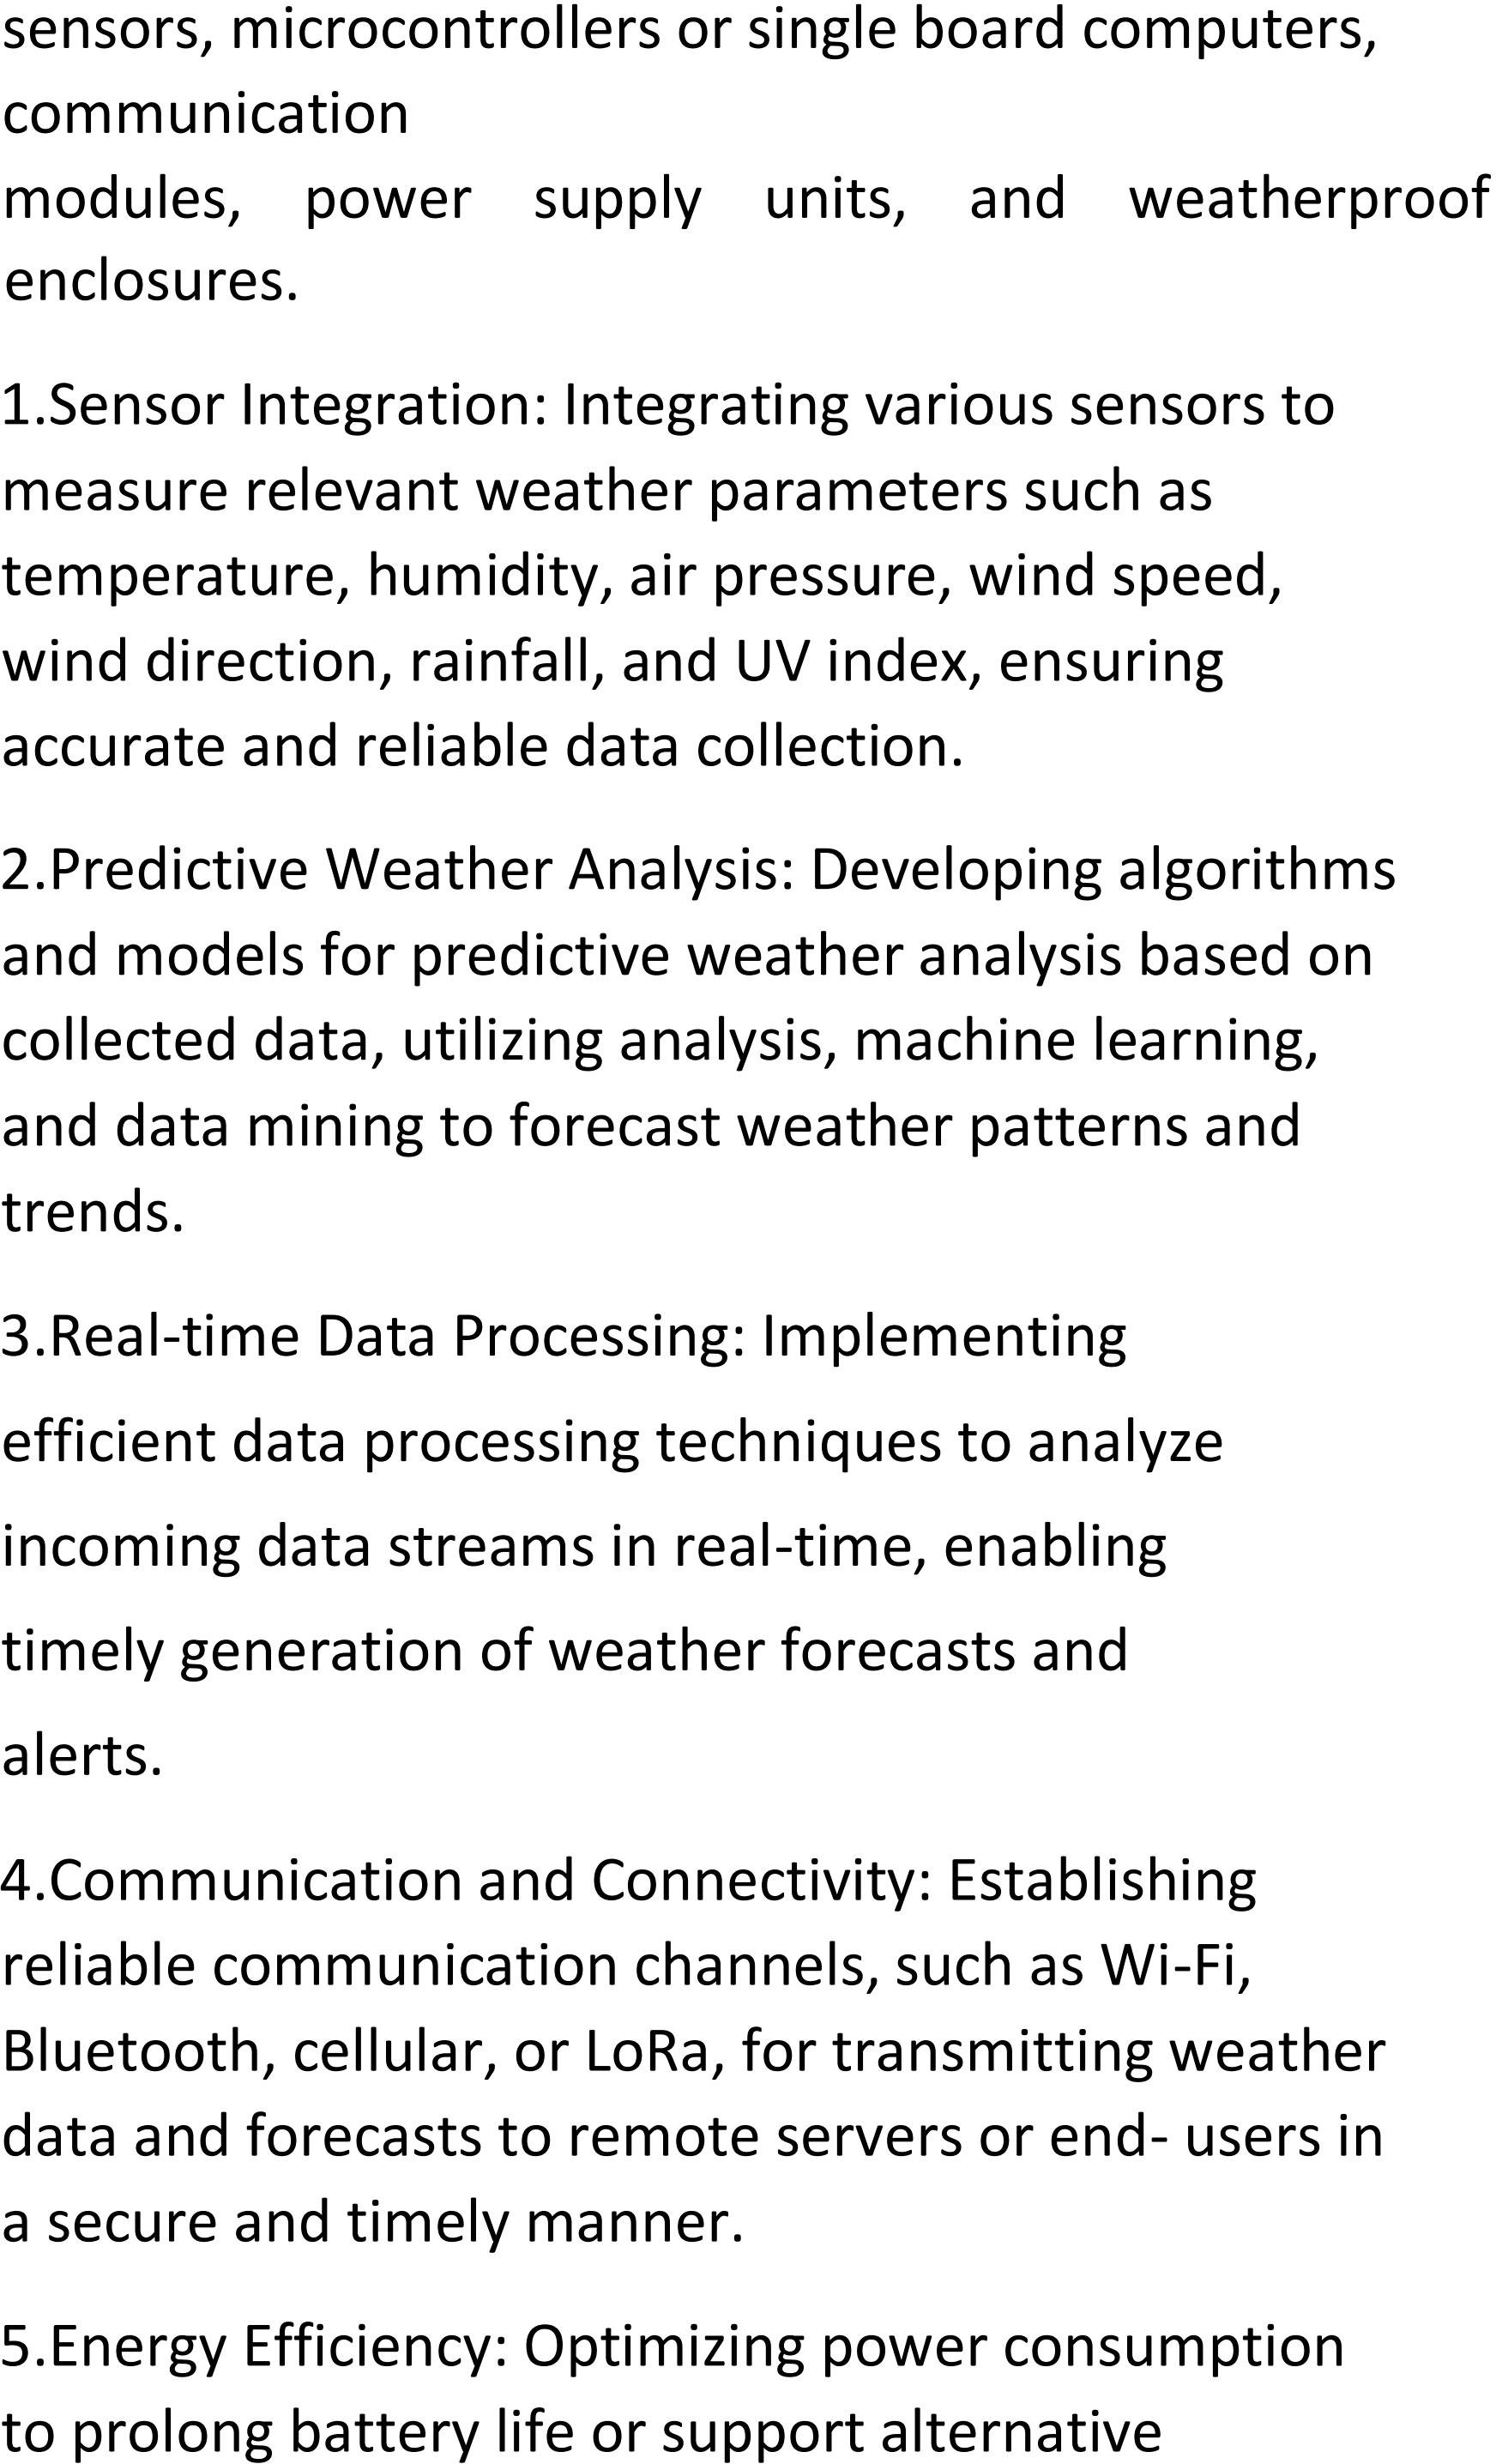 sensors, microcontrollers or single board computers,
communication
modules, power supply units, and weatherproof
enclosures.
1.Sensor Integration: Integrating various sensors to
measure relevant weather parameters such as
temperature, humidity, air pressure, wind speed,
wind direction, rainfall, and UV index, ensuring
accurate and reliable data collection.
2.Predictive Weather Analysis: Developing algorithms
and models for predictive weather analysis based on
collected data, utilizing analysis, machine learning,
and data mining to forecast weather patterns and
trends.
3.Real-time Data Processing: Implementing
efficient data processing techniques to analyze
incoming data streams in real-time, enabling
timely generation of weather forecasts and
alerts.
4.Communication and Connectivity: Establishing
reliable communication channels, such as Wi-Fi,
Bluetooth, cellular, or LoRa, for transmitting weather
data and forecasts to remote servers or end- users in
a secure and timely manner.
5.Energy Efficiency: Optimizing power consumption
to prolong battery life or support alternative